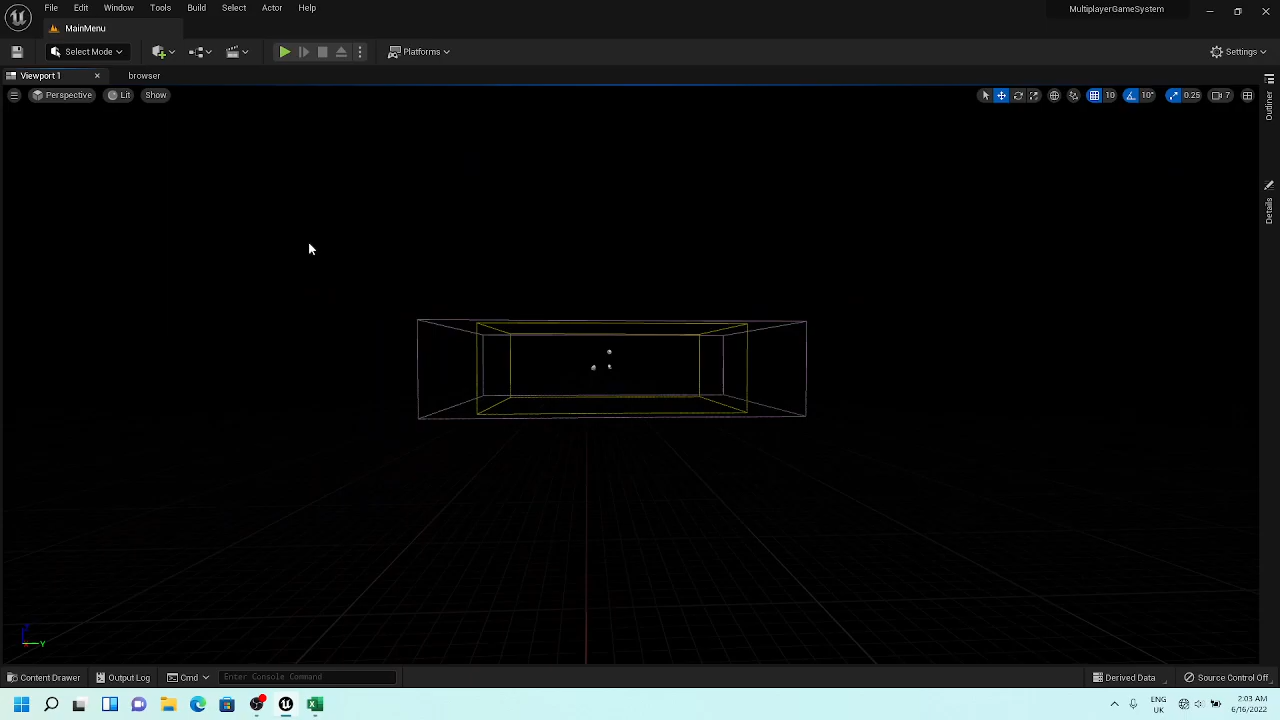 File Edit Window Tools Build Select Actor Help MultiplayerGameSystem
MainMenu
Select Mode Platforms Settings
Viewport 1 browser
Perspective Lit Show 10 10° 0.25 7
Outliner
Details
Y
Content Drawer Output Log Cmd Enter Console Command Source Control Off
ENG 2:03 AM
UK 6/16/2022